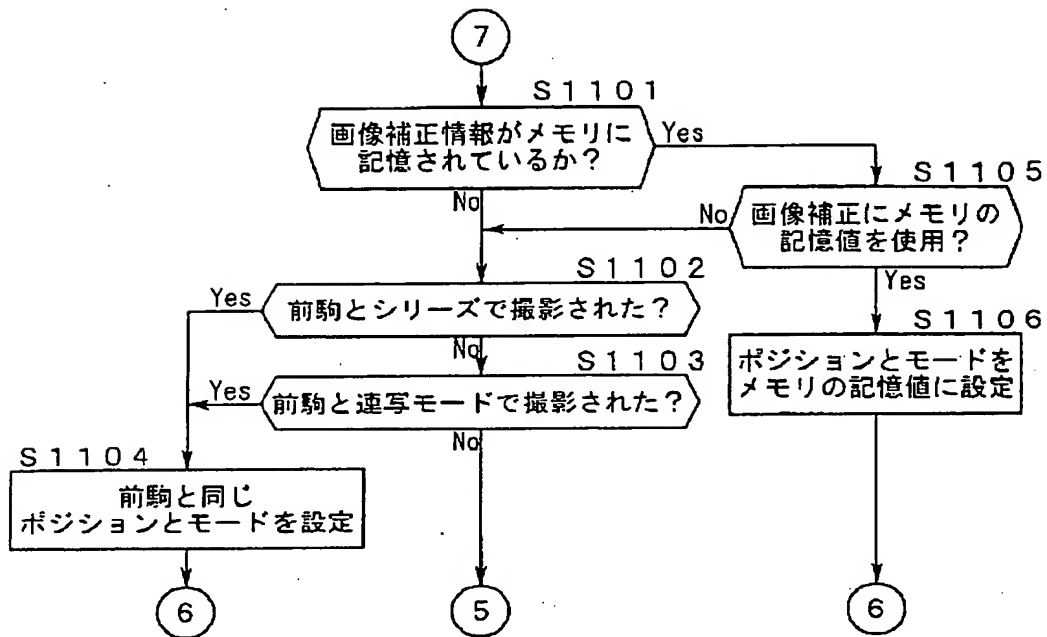 7
S1101
画像補正情報がメモリに
記憶されているか？
Yes
No
S1105
画像補正にメモリの
記憶値を使用？
No
Yes
S1102
前駒とシリーズで撮影された？
Yes
No
S1106
ポジションとモードを
メモリの記憶値に設定
S1103
前駒と連写モードで撮影された？
Yes
No
S1104
前駒と同じ
ポジションとモードを設定
6
5
6